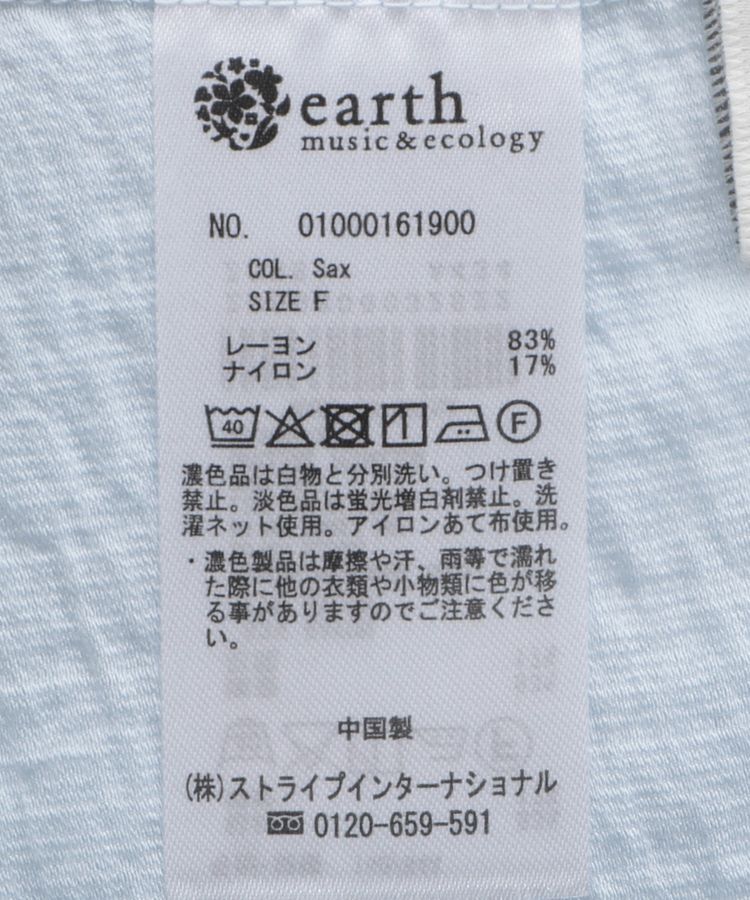 earth
music & ecology
NO. 01000161900
COL. Sax
SIZE F
レーヨン 83%
ナイロン 17%
40 F
濃色品は白物と分別洗い。つけ置き
禁止。淡色品は蛍光増白剤禁止。洗
濯ネット使用。アイロンあて布使用。
・濃色製品は摩擦や汗、雨等で濡れ
た際に他の衣類や小物類に色が移
る事がありますのでご注意くださ
い。
中国製
(株)ストライプインターナショナル
0120-659-591